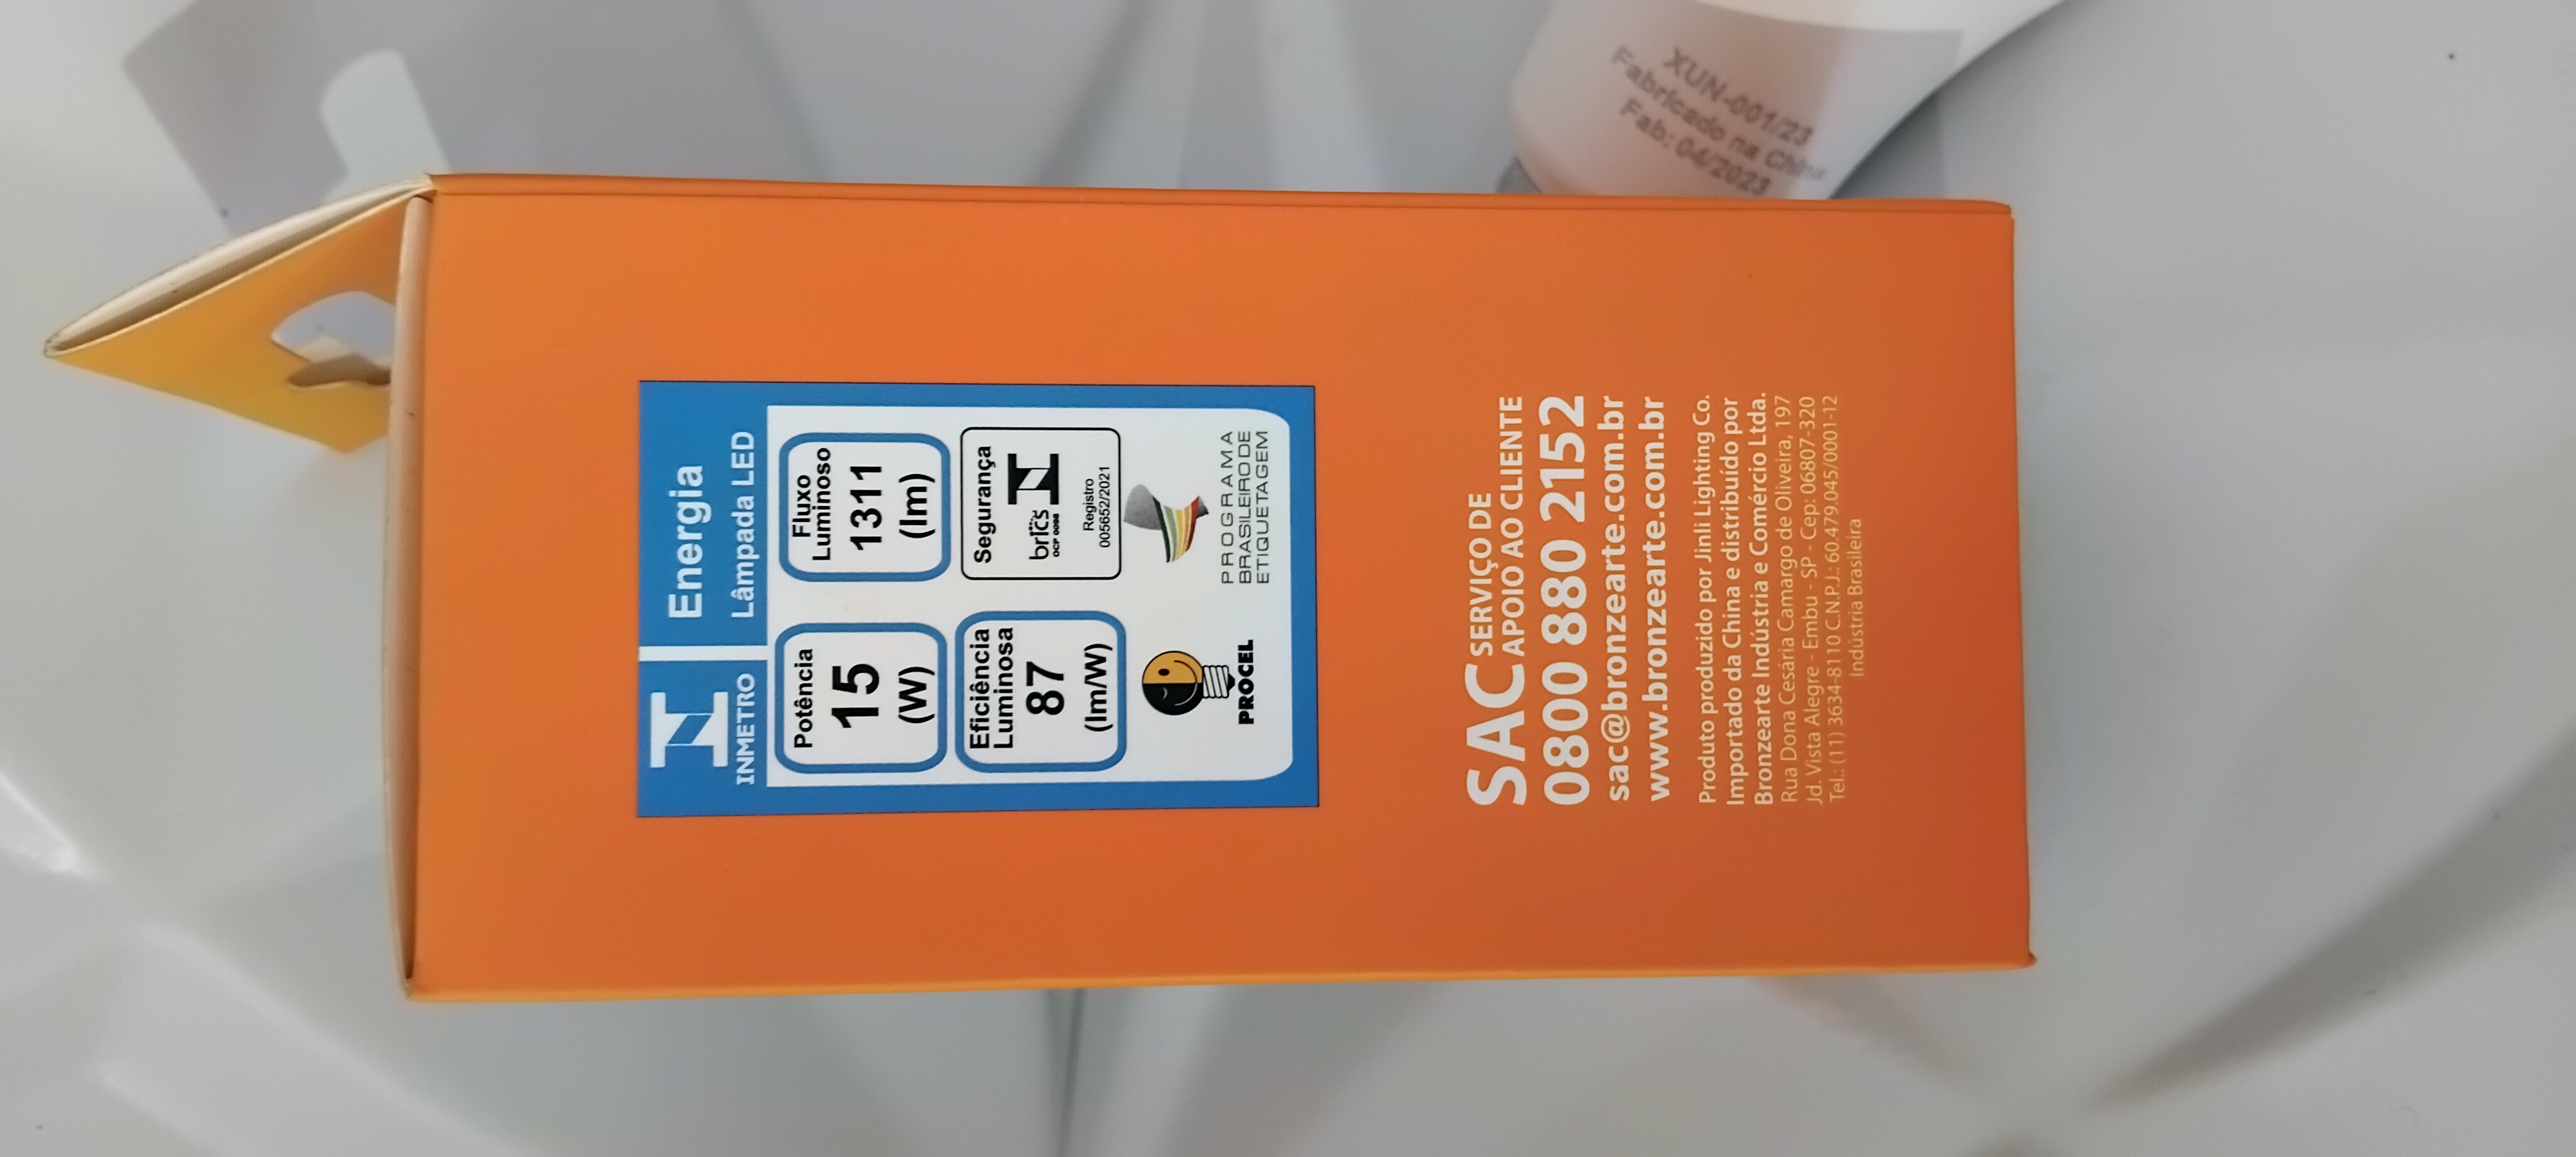 XUN-001/23
Fabricado na China
Fab: 04/2023
INMETRO
Energia
Lâmpada LED
Potência
15
(W)
Fluxo
Luminoso
1311
(lm)
Eficiência
Luminosa
87
(lm/W)
Segurança
brics
OCP 0098
Registro
005652/2021
PROCEL
PROGRAMA
BRASILEIRO DE
ETIQUETAGEM
SAC SERVIÇO DE
APOIO AO CLIENTE
0800 880 2152
sac@bronzearte.com.br
www.bronzearte.com.br
Produto produzido por Jinli Lighting Co.
Importado da China e distribuído por
Bronzearte Indústria e Comércio Ltda.
Rua Dona Cesária Camargo de Oliveira, 197
Jd. Vista Alegre - Embu - SP - Cep: 06807-320
Tel.: (11) 3634-8110 C.N.P.J.: 60.479.045/0001-12
Indústria Brasileira